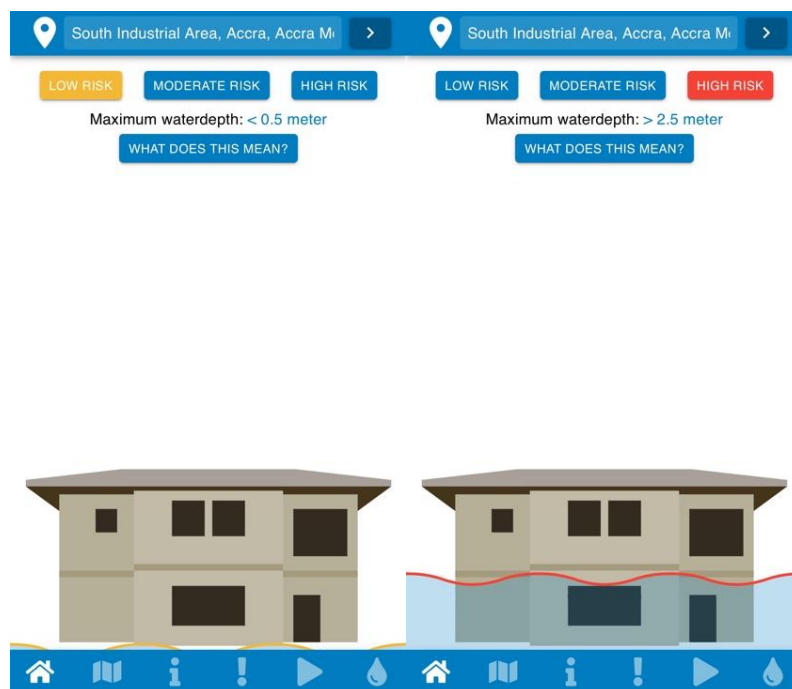 South Industrial Area, Accra, Accra M
LOW RISK MODERATE RISK HIGH RISK
Maximum waterdepth: < 0.5 meter
WHAT DOES THIS MEAN?
South Industrial Area, Accra, Accra M
LOW RISK MODERATE RISK HIGH RISK
Maximum waterdepth: > 2.5 meter
WHAT DOES THIS MEAN?